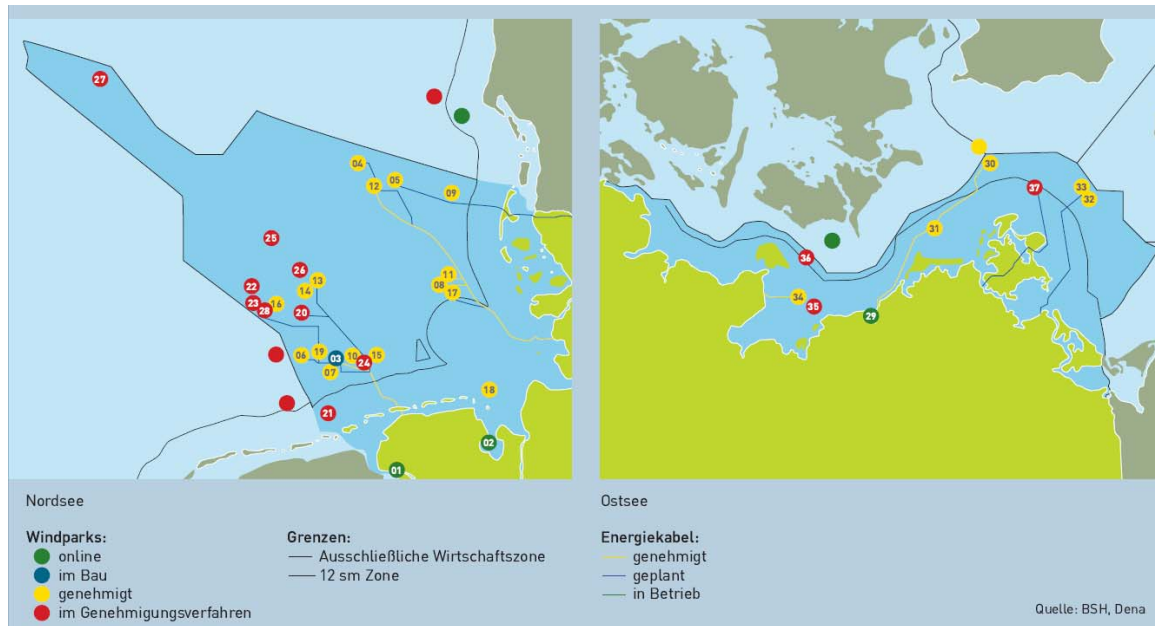 27
04
12
05
09
25
26
22
13
14
11
08
17
23
28
16
20
06
19
03
10
15
24
07
18
21
02
01
30
33
32
37
31
36
34
35
29
Nordsee
Windparks:
online
im Bau
genehmigt
im Genehmigungsverfahren
Grenzen:
Ausschließliche Wirtschaftszone
12 sm Zone
Ostsee
Energiekabel:
genehmigt
geplant
in Betrieb
Quelle: BSH, Dena